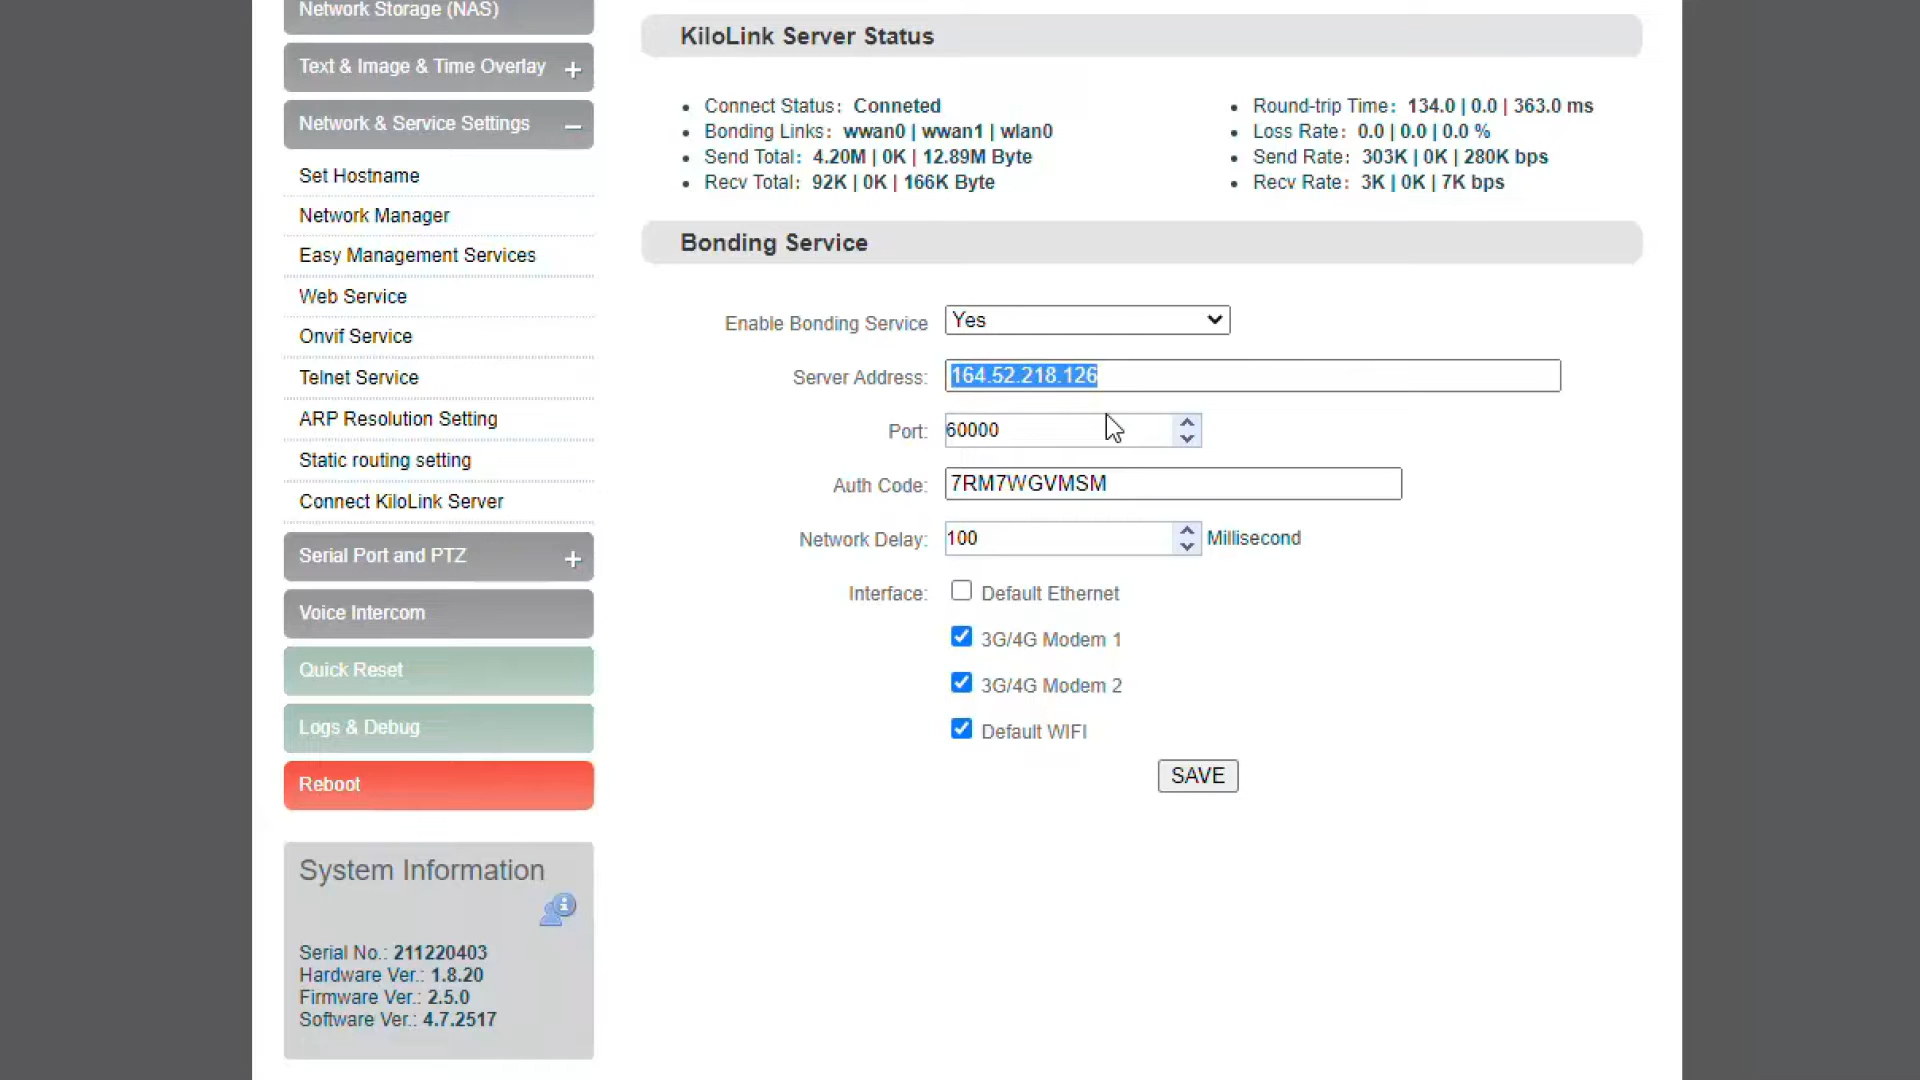 Network Storage (NAS)
Text & Image & Time Overlay +
Network & Service Settings –
Set Hostname
Network Manager
Easy Management Services
Web Service
Onvif Service
Telnet Service
ARP Resolution Setting
Static routing setting
Connect KiloLink Server
Serial Port and PTZ +
Voice Intercom
Quick Reset
Logs & Debug
Reboot
System Information
Serial No.: 211220403
Hardware Ver.: 1.8.20
Firmware Ver.: 2.5.0
Software Ver.: 4.7.2517
KiloLink Server Status
Connect Status: Conneted
Bonding Links: wwan0 | wwan1 | wlan0
Send Total: 4.20M | 0K | 12.89M Byte
Recv Total: 92K | 0K | 166K Byte
Round-trip Time: 134.0 | 0.0 | 363.0 ms
Loss Rate: 0.0 | 0.0 | 0.0 %
Send Rate: 303K | 0K | 280K bps
Recv Rate: 3K | 0K | 7K bps
Bonding Service
Enable Bonding Service Yes
Server Address: 164.52.218.126
Port: 60000
Auth Code: 7RM7WGVMSM
Network Delay: 100 Millisecond
Interface: Default Ethernet
3G/4G Modem 1
3G/4G Modem 2
Default WIFI
SAVE